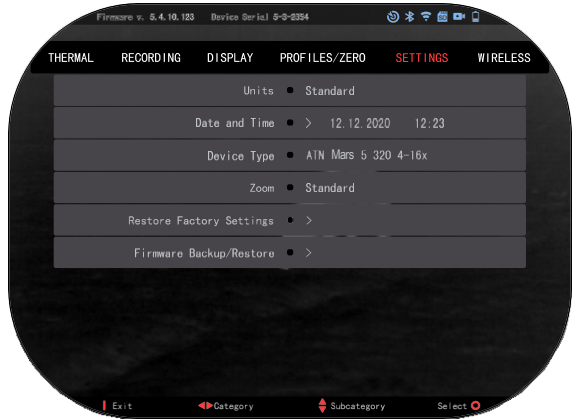 Firmware v. 5.4.10.123 Device Serial 5-3-2354
THERMAL RECORDING DISPLAY PROFILES/ZERO SETTINGS WIRELESS
Units Standard
Date and Time > 12.12.2020 12:23
Device Type ATN Mars 5 320 4-16x
Zoom Standard
Restore Factory Settings >
Firmware Backup/Restore >
Exit Category Subcategory Select